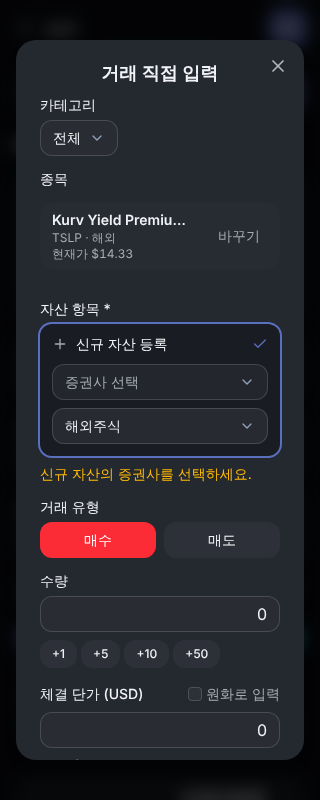 거래 직접 입력
카테고리
전체
종목
Kurv Yield Premiu...
TSLP · 해외
현재가 $14.33
바꾸기
자산 항목 *
신규 자산 등록
증권사 선택
해외주식
신규 자산의 증권사를 선택하세요.
거래 유형
매수 매도
수량
0
+1 +5 +10 +50
체결 단가 (USD) 원화로 입력
0